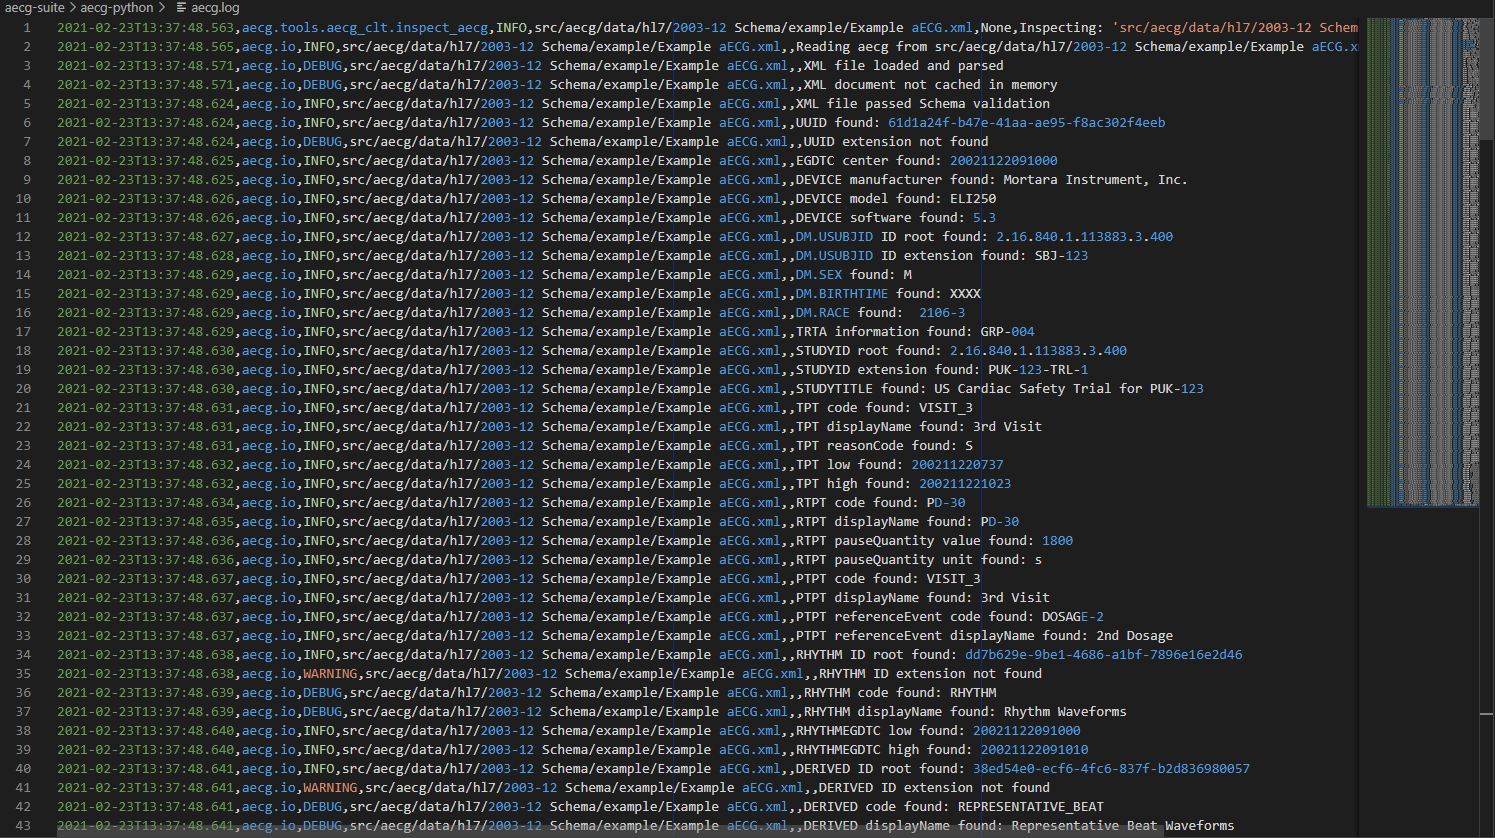 aecg-suite > aecg-python > aecg.log
1 2021-02-23T13:37:48.563,aecg.tools.aecg_clt.inspect_aecg,INFO,src/aecg/data/hl7/2003-12 Schema/example/Example aECG.xml,None,Inspecting: 'src/aecg/data/hl7/2003-12 Schem
2 2021-02-23T13:37:48.565,aecg.io,INFO,src/aecg/data/hl7/2003-12 Schema/example/Example aECG.xml,,Reading aecg from src/aecg/data/hl7/2003-12 Schema/example/Example aECG.x
3 2021-02-23T13:37:48.571,aecg.io,DEBUG,src/aecg/data/hl7/2003-12 Schema/example/Example aECG.xml,,XML file loaded and parsed
4 2021-02-23T13:37:48.571,aecg.io,DEBUG,src/aecg/data/hl7/2003-12 Schema/example/Example aECG.xml,,XML document not cached in memory
5 2021-02-23T13:37:48.624,aecg.io,INFO,src/aecg/data/hl7/2003-12 Schema/example/Example aECG.xml,,XML file passed Schema validation
6 2021-02-23T13:37:48.624,aecg.io,INFO,src/aecg/data/hl7/2003-12 Schema/example/Example aECG.xml,,UUID found: 61d1a24f-b47e-41aa-ae95-f8ac302f4eeb
7 2021-02-23T13:37:48.624,aecg.io,DEBUG,src/aecg/data/hl7/2003-12 Schema/example/Example aECG.xml,,UUID extension not found
8 2021-02-23T13:37:48.625,aecg.io,INFO,src/aecg/data/hl7/2003-12 Schema/example/Example aECG.xml,,EGDTC center found: 20021122091000
9 2021-02-23T13:37:48.625,aecg.io,INFO,src/aecg/data/hl7/2003-12 Schema/example/Example aECG.xml,,DEVICE manufacturer found: Mortara Instrument, Inc.
10 2021-02-23T13:37:48.626,aecg.io,INFO,src/aecg/data/hl7/2003-12 Schema/example/Example aECG.xml,,DEVICE model found: ELI250
11 2021-02-23T13:37:48.626,aecg.io,INFO,src/aecg/data/hl7/2003-12 Schema/example/Example aECG.xml,,DEVICE software found: 5.3
12 2021-02-23T13:37:48.627,aecg.io,INFO,src/aecg/data/hl7/2003-12 Schema/example/Example aECG.xml,,DM.USUBJID ID root found: 2.16.840.1.113883.3.400
13 2021-02-23T13:37:48.628,aecg.io,INFO,src/aecg/data/hl7/2003-12 Schema/example/Example aECG.xml,,DM.USUBJID ID extension found: SBJ-123
14 2021-02-23T13:37:48.629,aecg.io,INFO,src/aecg/data/hl7/2003-12 Schema/example/Example aECG.xml,,DM.SEX found: M
15 2021-02-23T13:37:48.629,aecg.io,INFO,src/aecg/data/hl7/2003-12 Schema/example/Example aECG.xml,,DM.BIRTHTIME found: XXXX
16 2021-02-23T13:37:48.629,aecg.io,INFO,src/aecg/data/hl7/2003-12 Schema/example/Example aECG.xml,,DM.RACE found:  2106-3
17 2021-02-23T13:37:48.629,aecg.io,INFO,src/aecg/data/hl7/2003-12 Schema/example/Example aECG.xml,,TRTA information found: GRP-004
18 2021-02-23T13:37:48.630,aecg.io,INFO,src/aecg/data/hl7/2003-12 Schema/example/Example aECG.xml,,STUDYID root found: 2.16.840.1.113883.3.400
19 2021-02-23T13:37:48.630,aecg.io,INFO,src/aecg/data/hl7/2003-12 Schema/example/Example aECG.xml,,STUDYID extension found: PUK-123-TRL-1
20 2021-02-23T13:37:48.630,aecg.io,INFO,src/aecg/data/hl7/2003-12 Schema/example/Example aECG.xml,,STUDYTITLE found: US Cardiac Safety Trial for PUK-123
21 2021-02-23T13:37:48.631,aecg.io,INFO,src/aecg/data/hl7/2003-12 Schema/example/Example aECG.xml,,TPT code found: VISIT_3
22 2021-02-23T13:37:48.631,aecg.io,INFO,src/aecg/data/hl7/2003-12 Schema/example/Example aECG.xml,,TPT displayName found: 3rd Visit
23 2021-02-23T13:37:48.631,aecg.io,INFO,src/aecg/data/hl7/2003-12 Schema/example/Example aECG.xml,,TPT reasonCode found: S
24 2021-02-23T13:37:48.632,aecg.io,INFO,src/aecg/data/hl7/2003-12 Schema/example/Example aECG.xml,,TPT low found: 200211220737
25 2021-02-23T13:37:48.632,aecg.io,INFO,src/aecg/data/hl7/2003-12 Schema/example/Example aECG.xml,,TPT high found: 200211221023
26 2021-02-23T13:37:48.634,aecg.io,INFO,src/aecg/data/hl7/2003-12 Schema/example/Example aECG.xml,,RTPT code found: PD-30
27 2021-02-23T13:37:48.635,aecg.io,INFO,src/aecg/data/hl7/2003-12 Schema/example/Example aECG.xml,,RTPT displayName found: PD-30
28 2021-02-23T13:37:48.636,aecg.io,INFO,src/aecg/data/hl7/2003-12 Schema/example/Example aECG.xml,,RTPT pauseQuantity value found: 1800
29 2021-02-23T13:37:48.636,aecg.io,INFO,src/aecg/data/hl7/2003-12 Schema/example/Example aECG.xml,,RTPT pauseQuantity unit found: s
30 2021-02-23T13:37:48.637,aecg.io,INFO,src/aecg/data/hl7/2003-12 Schema/example/Example aECG.xml,,PTPT code found: VISIT_3
31 2021-02-23T13:37:48.637,aecg.io,INFO,src/aecg/data/hl7/2003-12 Schema/example/Example aECG.xml,,PTPT displayName found: 3rd Visit
32 2021-02-23T13:37:48.637,aecg.io,INFO,src/aecg/data/hl7/2003-12 Schema/example/Example aECG.xml,,PTPT referenceEvent code found: DOSAGE-2
33 2021-02-23T13:37:48.637,aecg.io,INFO,src/aecg/data/hl7/2003-12 Schema/example/Example aECG.xml,,PTPT referenceEvent displayName found: 2nd Dosage
34 2021-02-23T13:37:48.638,aecg.io,INFO,src/aecg/data/hl7/2003-12 Schema/example/Example aECG.xml,,RHYTHM ID root found: dd7b629e-9be1-4686-a1bf-7896e16e2d46
35 2021-02-23T13:37:48.638,aecg.io,WARNING,src/aecg/data/hl7/2003-12 Schema/example/Example aECG.xml,,RHYTHM ID extension not found
36 2021-02-23T13:37:48.639,aecg.io,DEBUG,src/aecg/data/hl7/2003-12 Schema/example/Example aECG.xml,,RHYTHM code found: RHYTHM
37 2021-02-23T13:37:48.639,aecg.io,DEBUG,src/aecg/data/hl7/2003-12 Schema/example/Example aECG.xml,,RHYTHM displayName found: Rhythm Waveforms
38 2021-02-23T13:37:48.640,aecg.io,INFO,src/aecg/data/hl7/2003-12 Schema/example/Example aECG.xml,,RHYTHMEGDTC low found: 20021122091000
39 2021-02-23T13:37:48.640,aecg.io,INFO,src/aecg/data/hl7/2003-12 Schema/example/Example aECG.xml,,RHYTHMEGDTC high found: 20021122091010
40 2021-02-23T13:37:48.641,aecg.io,INFO,src/aecg/data/hl7/2003-12 Schema/example/Example aECG.xml,,DERIVED ID root found: 38ed54e0-ecf6-4fc6-837f-b2d836980057
41 2021-02-23T13:37:48.641,aecg.io,WARNING,src/aecg/data/hl7/2003-12 Schema/example/Example aECG.xml,,DERIVED ID extension not found
42 2021-02-23T13:37:48.641,aecg.io,DEBUG,src/aecg/data/hl7/2003-12 Schema/example/Example aECG.xml,,DERIVED code found: REPRESENTATIVE_BEAT
43 2021-02-23T13:37:48.641,aecg.io,DEBUG,src/aecg/data/hl7/2003-12 Schema/example/Example aECG.xml,,DERIVED displayName found: Representative Beat Waveforms